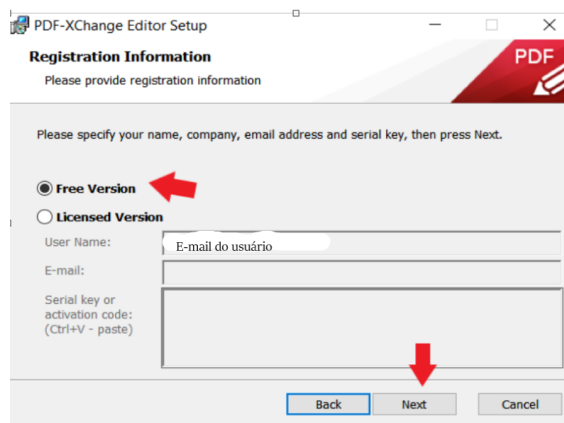 PDF-XChange Editor Setup
Registration Information
PDF
Please provide registration information
Please specify your name, company, email address and serial key, then press Next.
Free Version
Licensed Version
User Name:
E-mail do usuário
E-mail:
Serial key or
activation code:
(Ctrl+V - paste)
Back Next Cancel